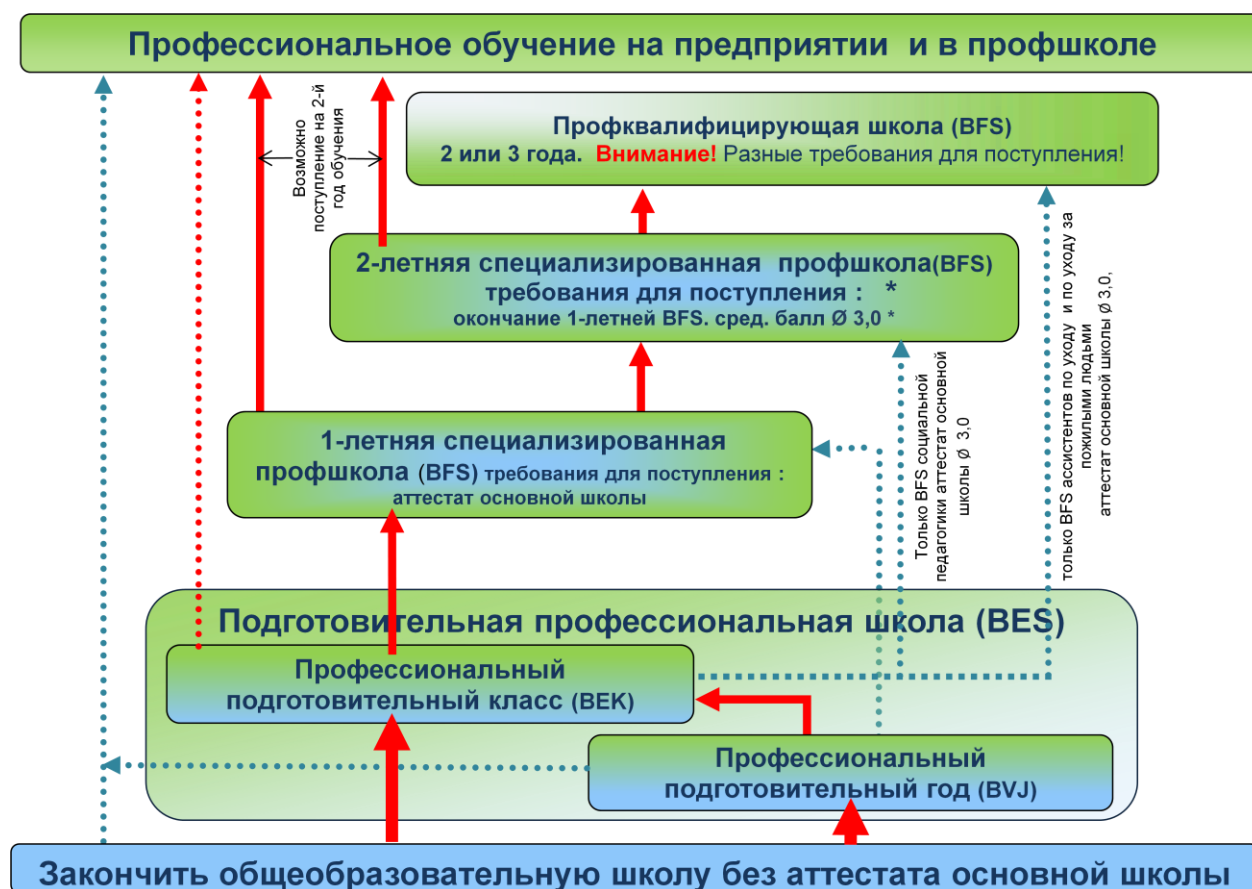 Профессиональное обучение на предприятии и в профшколе
Возможно
поступление на 2-й
год обучения
Профквалифицирующая школа (BFS)
2 или 3 года. Внимание! Разные требования для поступления!
2-летняя специализированная профшкола(BFS)
требования для поступления : *
окончание 1-летней BFS. сред. балл Ø 3,0 *
1-летняя специализированная
профшкола (BFS) требования для поступления :
аттестат основной школы
Только BFS социальной
педагогики аттестат основной
школы Ø 3,0
только BFS ассистентов по уходу и по уходу за
пожилыми людьми
аттестат основной школы Ø 3,0,
Подготовительная профессиональная школа (BES)
Профессиональный
подготовительный класс (BEK)
Профессиональный
подготовительный год (BVJ)
Закончить общеобразовательную школу без аттестата основной школы